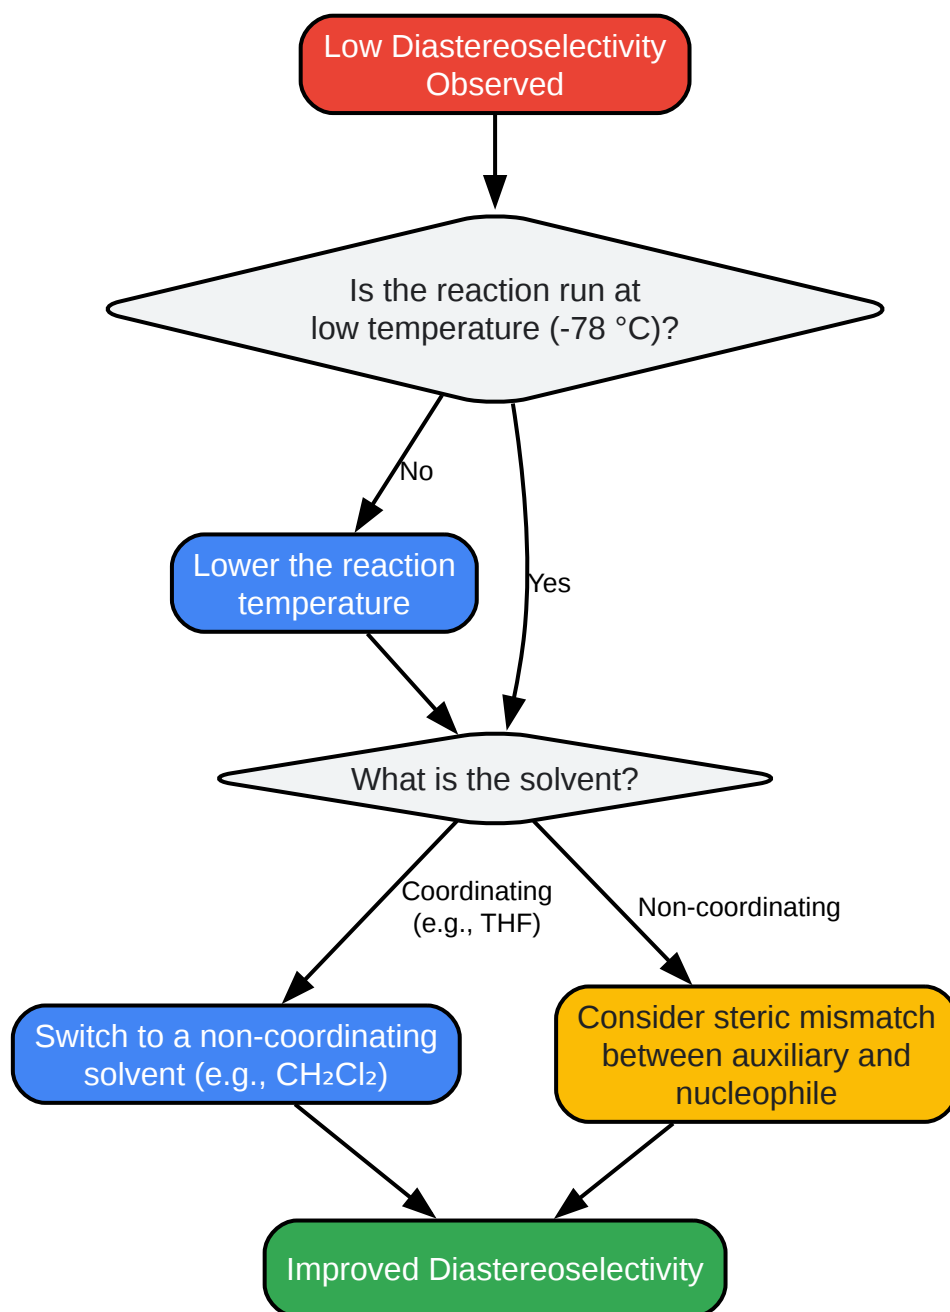 Low Diastereoselectivity
Observed
Is the reaction run at
low temperature (-78 °C)?
No
Lower the reaction
temperature
Yes
What is the solvent?
Coordinating
(e.g., THF)
Non-coordinating
Switch to a non-coordinating
solvent (e.g., CH₂Cl₂)
Consider steric mismatch
between auxiliary and
nucleophile
Improved Diastereoselectivity